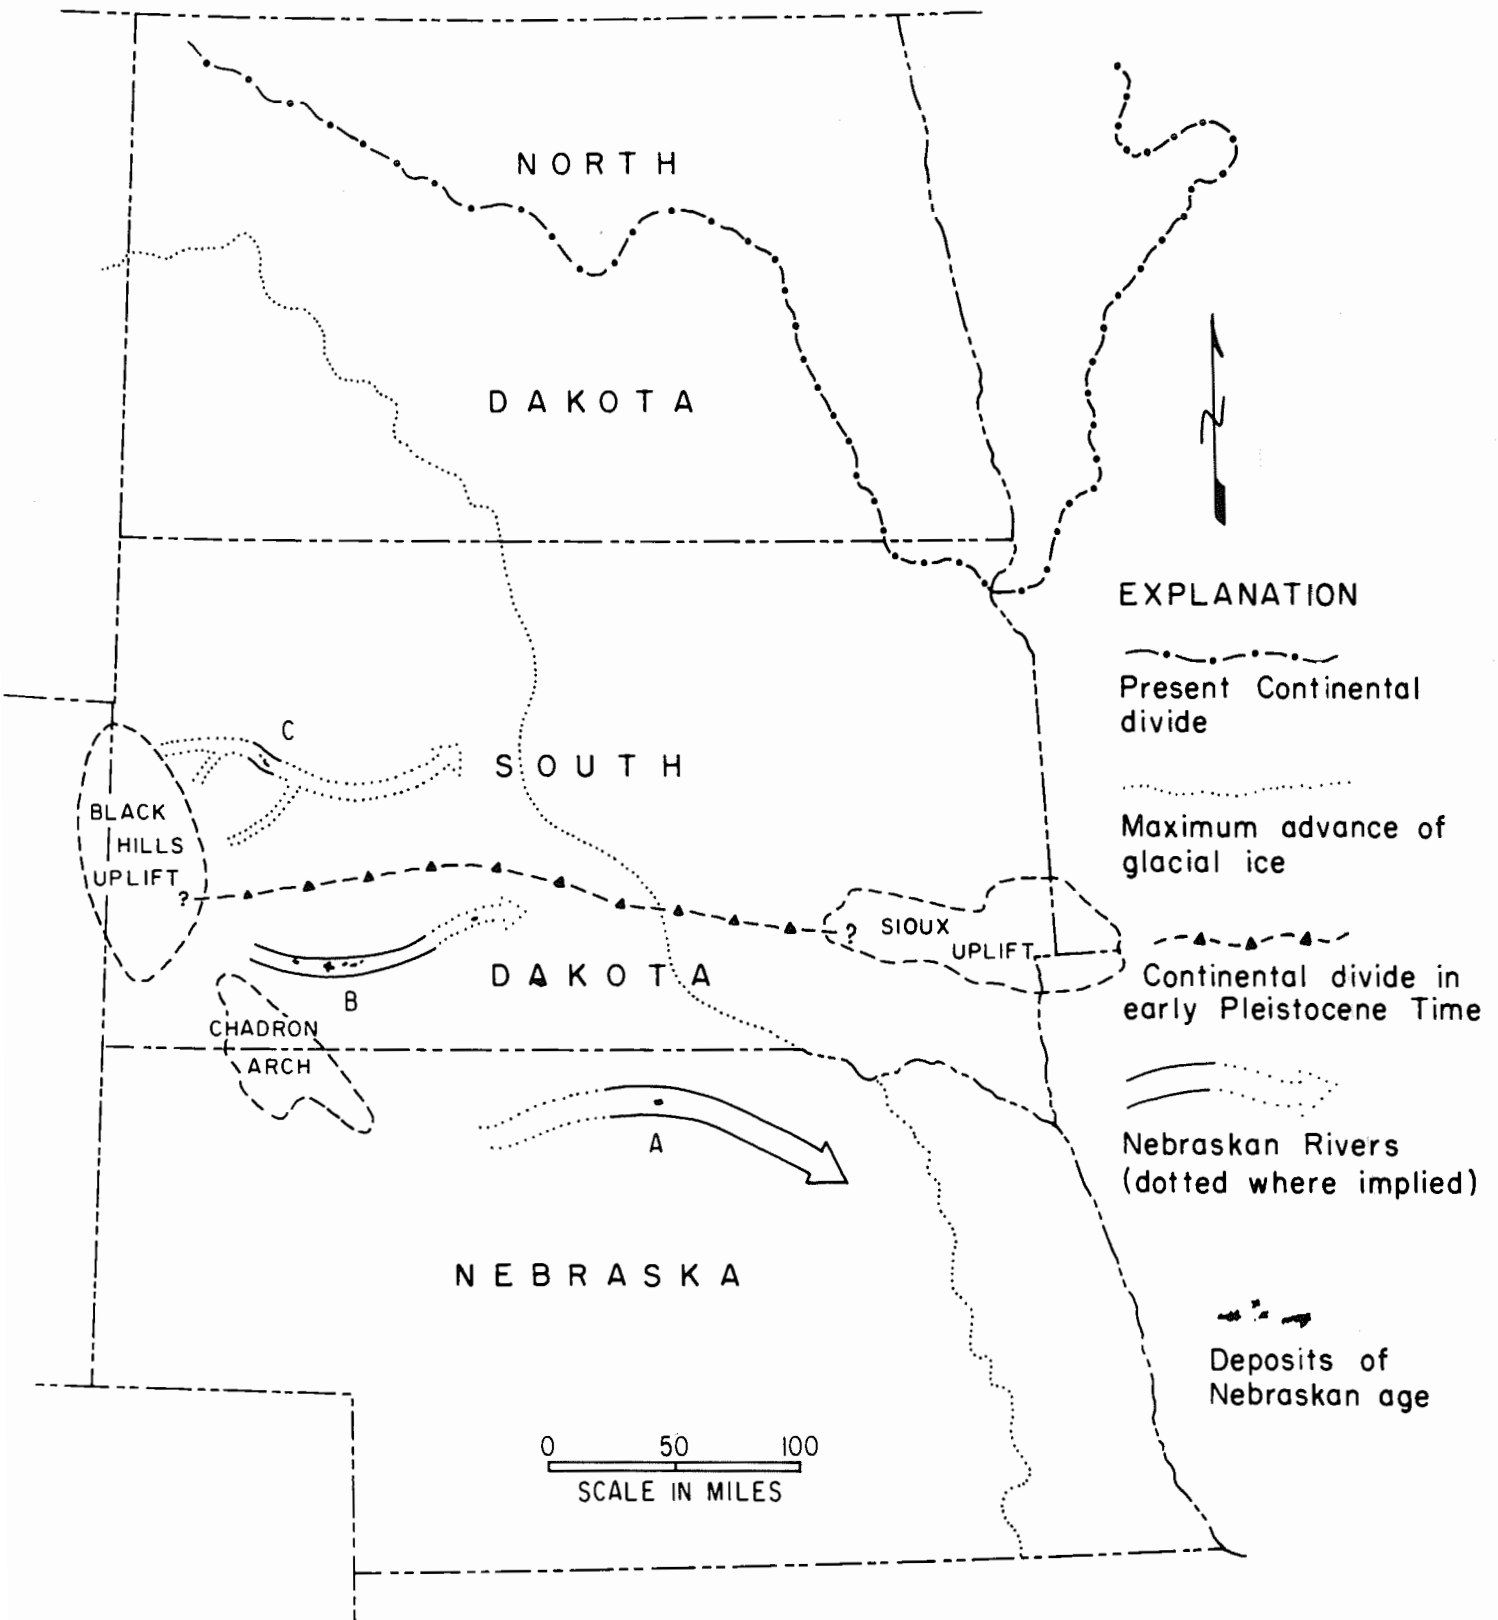 NORTH
DAKOTA
C
SOUTH
BLACK
HILLS
UPLIFT
?
?
SIOUX
UPLIFT
B
DAKOTA
CHADRON
ARCH
A
NEBRASKA
0 50 100
SCALE IN MILES
N
EXPLANATION
Present Continental
divide
Maximum advance of
glacial ice
Continental divide in
early Pleistocene Time
Nebraskan Rivers
(dotted where implied)
Deposits of
Nebraskan age